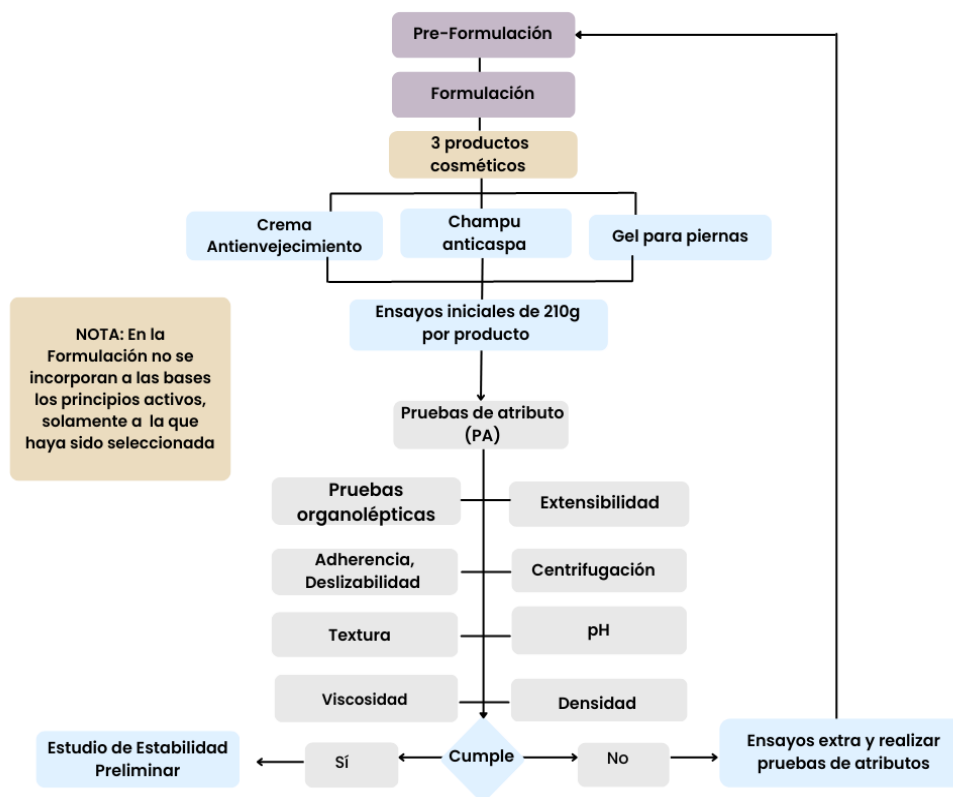 Pre-Formulación
Formulación
3 productos
cosméticos
Crema
Antienvejecimiento
Champu
anticaspa
Gel para piernas
Ensayos iniciales de 210g
por producto
NOTA: En la
Formulación no se
incorporan a las bases
los principios activos,
solamente a la que
haya sido seleccionada
Pruebas de atributo
(PA)
Pruebas
organolépticas
Extensibilidad
Adherencia,
Deslizabilidad
Centrifugación
Textura
pH
Viscosidad
Densidad
Estudio de Estabilidad
Preliminar
Sí
Cumple
No
Ensayos extra y realizar
pruebas de atributos